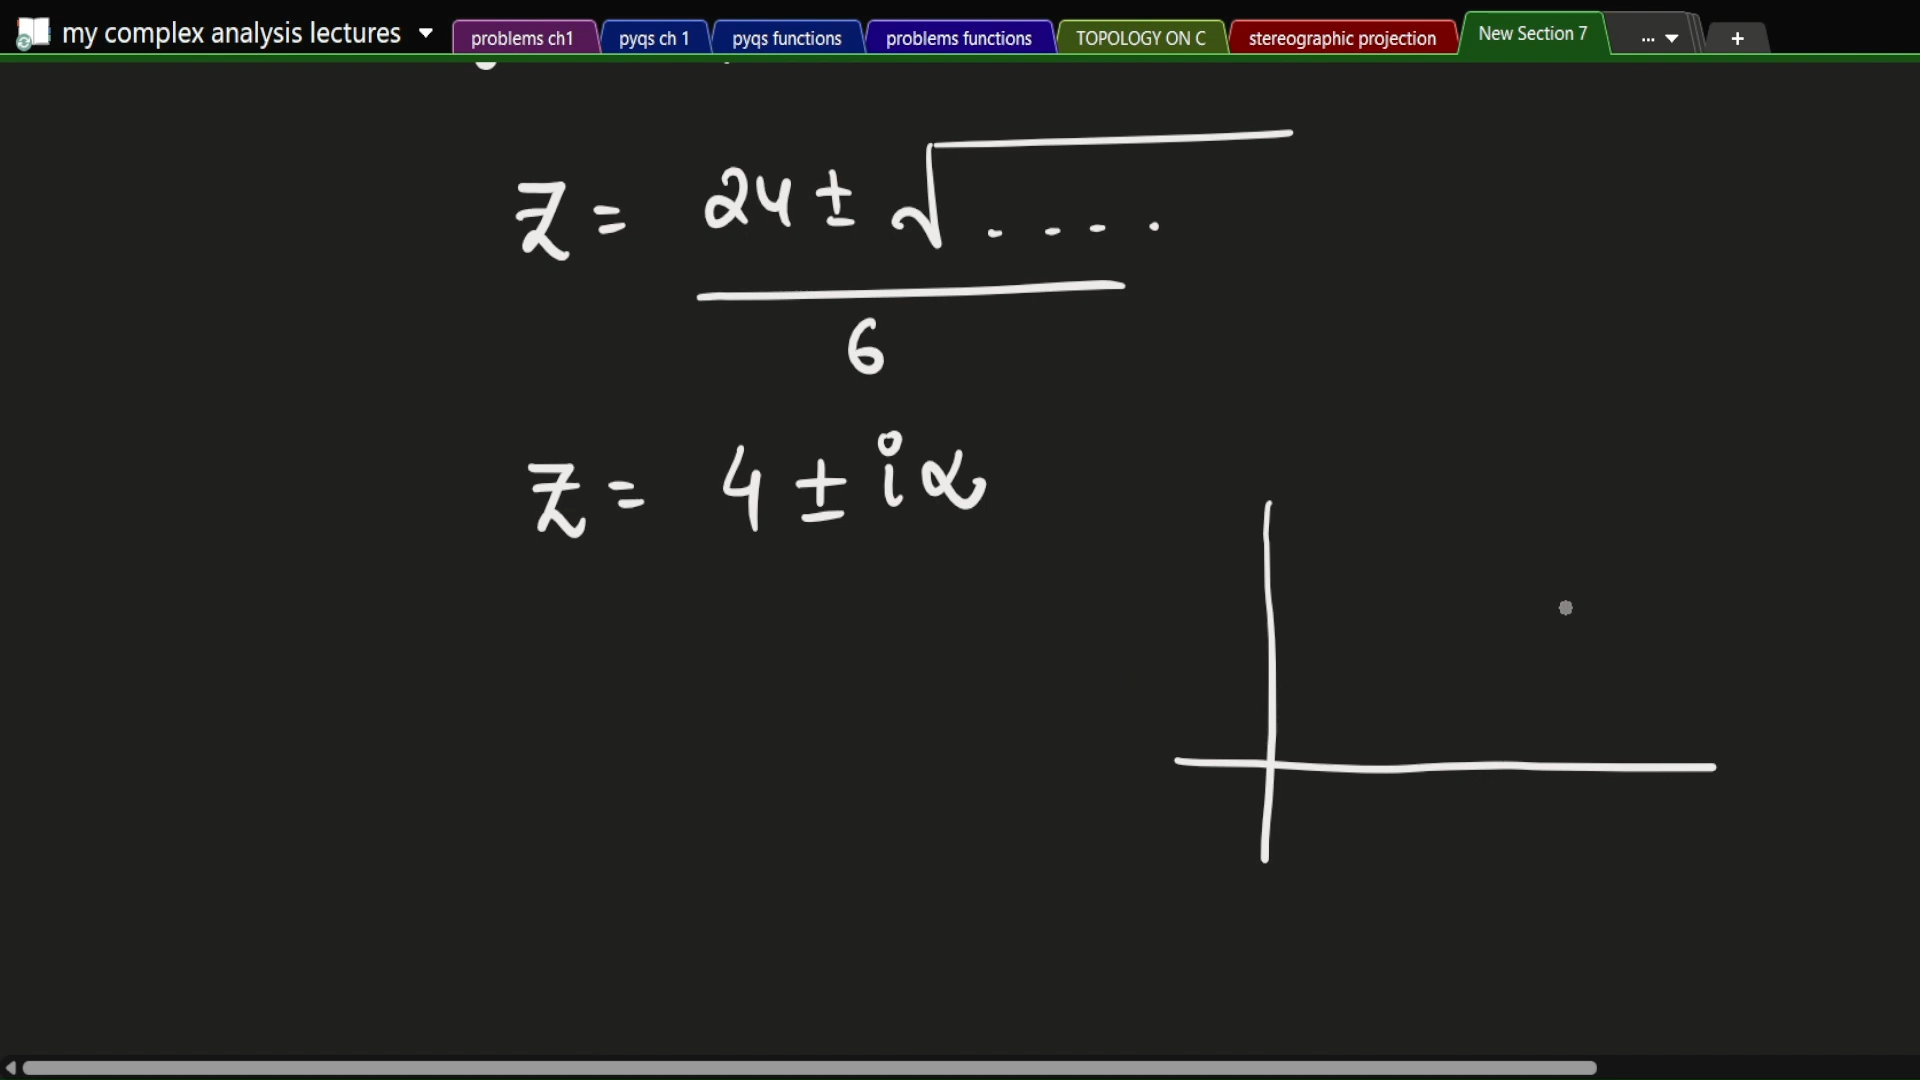 my complex analysis lectures
problems ch1
pyqs ch 1
pyqs functions
problems functions
TOPOLOGY ON C
stereographic projection
New Section 7
...
+
z = 24 ± √....
6
z = 4 ± iα